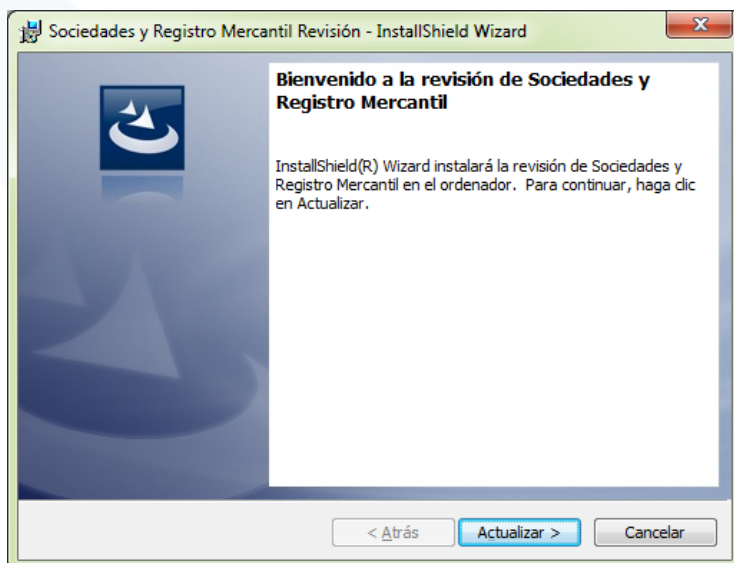 Sociedades y Registro Mercantil Revisión - InstallShield Wizard
Bienvenido a la revisión de Sociedades y
Registro Mercantil
InstallShield(R) Wizard instalará la revisión de Sociedades y
Registro Mercantil en el ordenador.  Para continuar, haga clic
en Actualizar.
< Atrás
Actualizar >
Cancelar